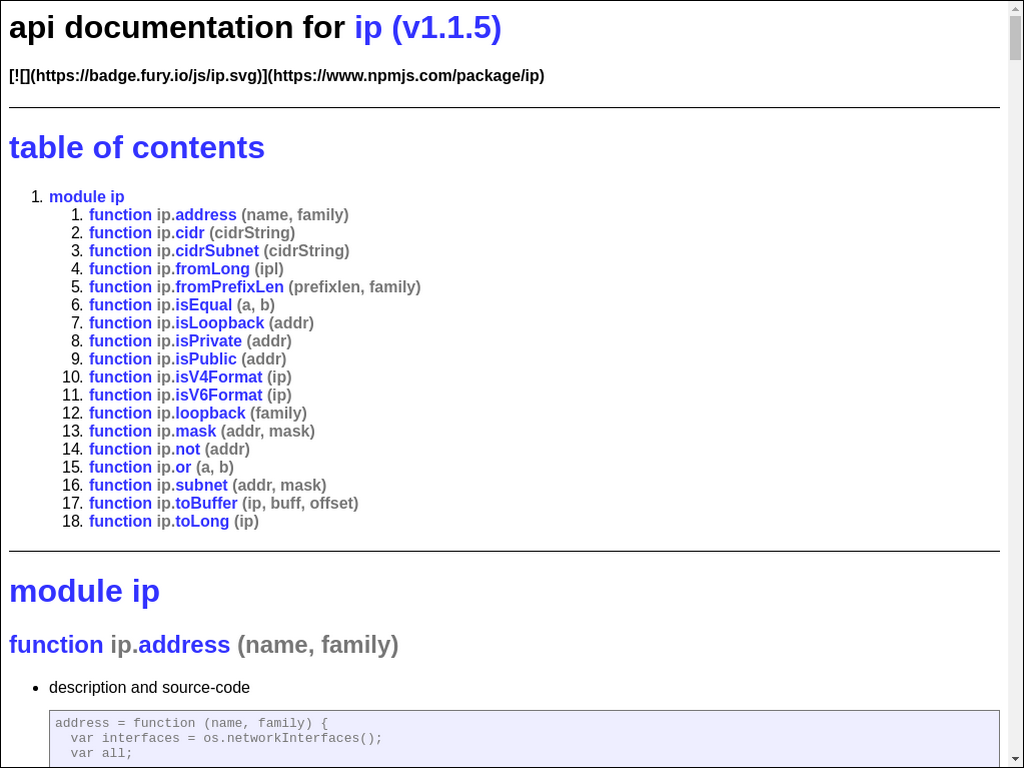 api documentation for ip (v1.1.5)
[![](https://badge.fury.io/js/ip.svg)](https://www.npmjs.com/package/ip)
table of contents
1. module ip
1. function ip.address (name, family)
2. function ip.cidr (cidrString)
3. function ip.cidrSubnet (cidrString)
4. function ip.fromLong (ipl)
5. function ip.fromPrefixLen (prefixlen, family)
6. function ip.isEqual (a, b)
7. function ip.isLoopback (addr)
8. function ip.isPrivate (addr)
9. function ip.isPublic (addr)
10. function ip.isV4Format (ip)
11. function ip.isV6Format (ip)
12. function ip.loopback (family)
13. function ip.mask (addr, mask)
14. function ip.not (addr)
15. function ip.or (a, b)
16. function ip.subnet (addr, mask)
17. function ip.toBuffer (ip, buff, offset)
18. function ip.toLong (ip)
module ip
function ip.address (name, family)
• description and source-code
address = function (name, family) {
  var interfaces = os.networkInterfaces();
  var all;